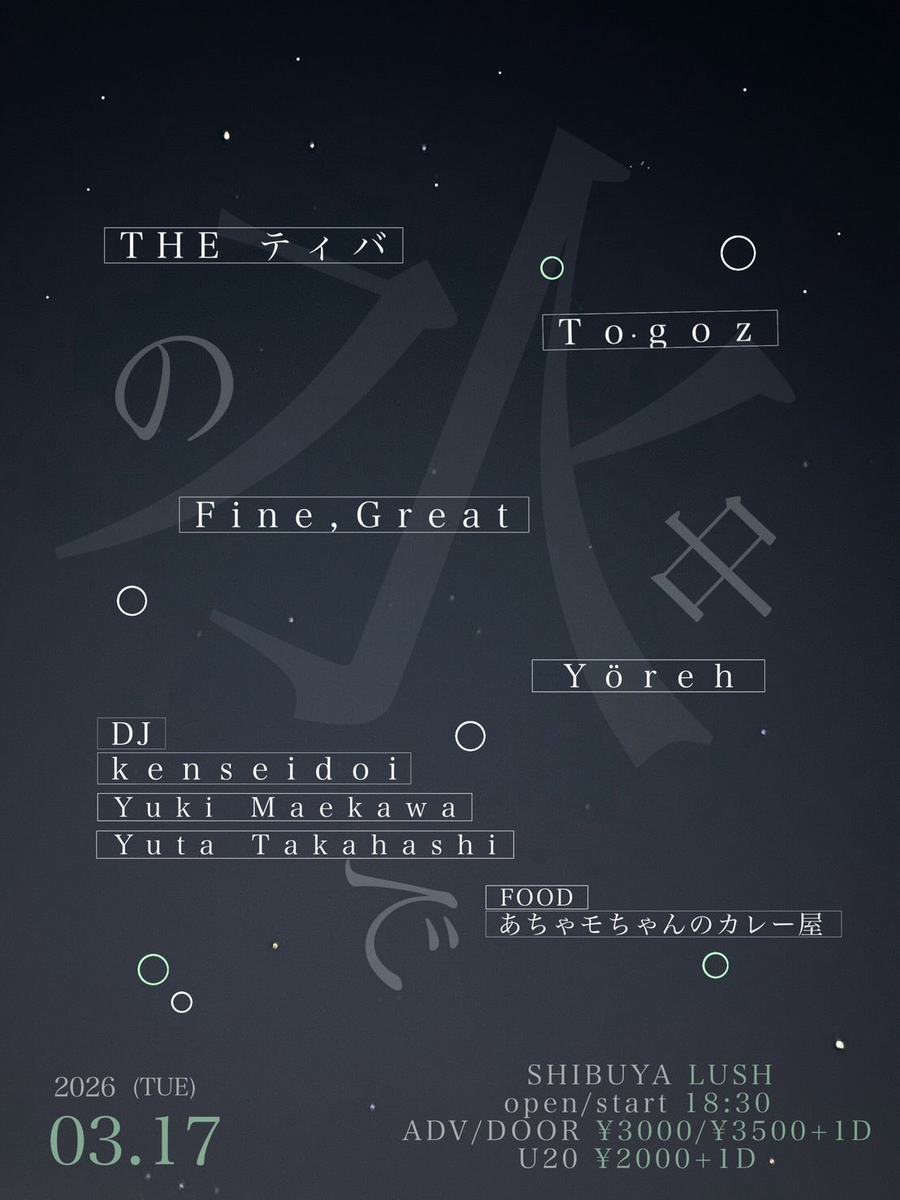 THE ティバ
Togoz
水
の
Fine,Great
中
Yöreh
DJ
kenseidoi
Yuki Maekawa
Yuta Takahashi
で
FOOD
あちゃモちゃんのカレー屋
2026 (TUE)
03.17
SHIBUYA LUSH
open/start 18:30
ADV/DOOR ¥3000/¥3500+1D
U20 ¥2000+1D